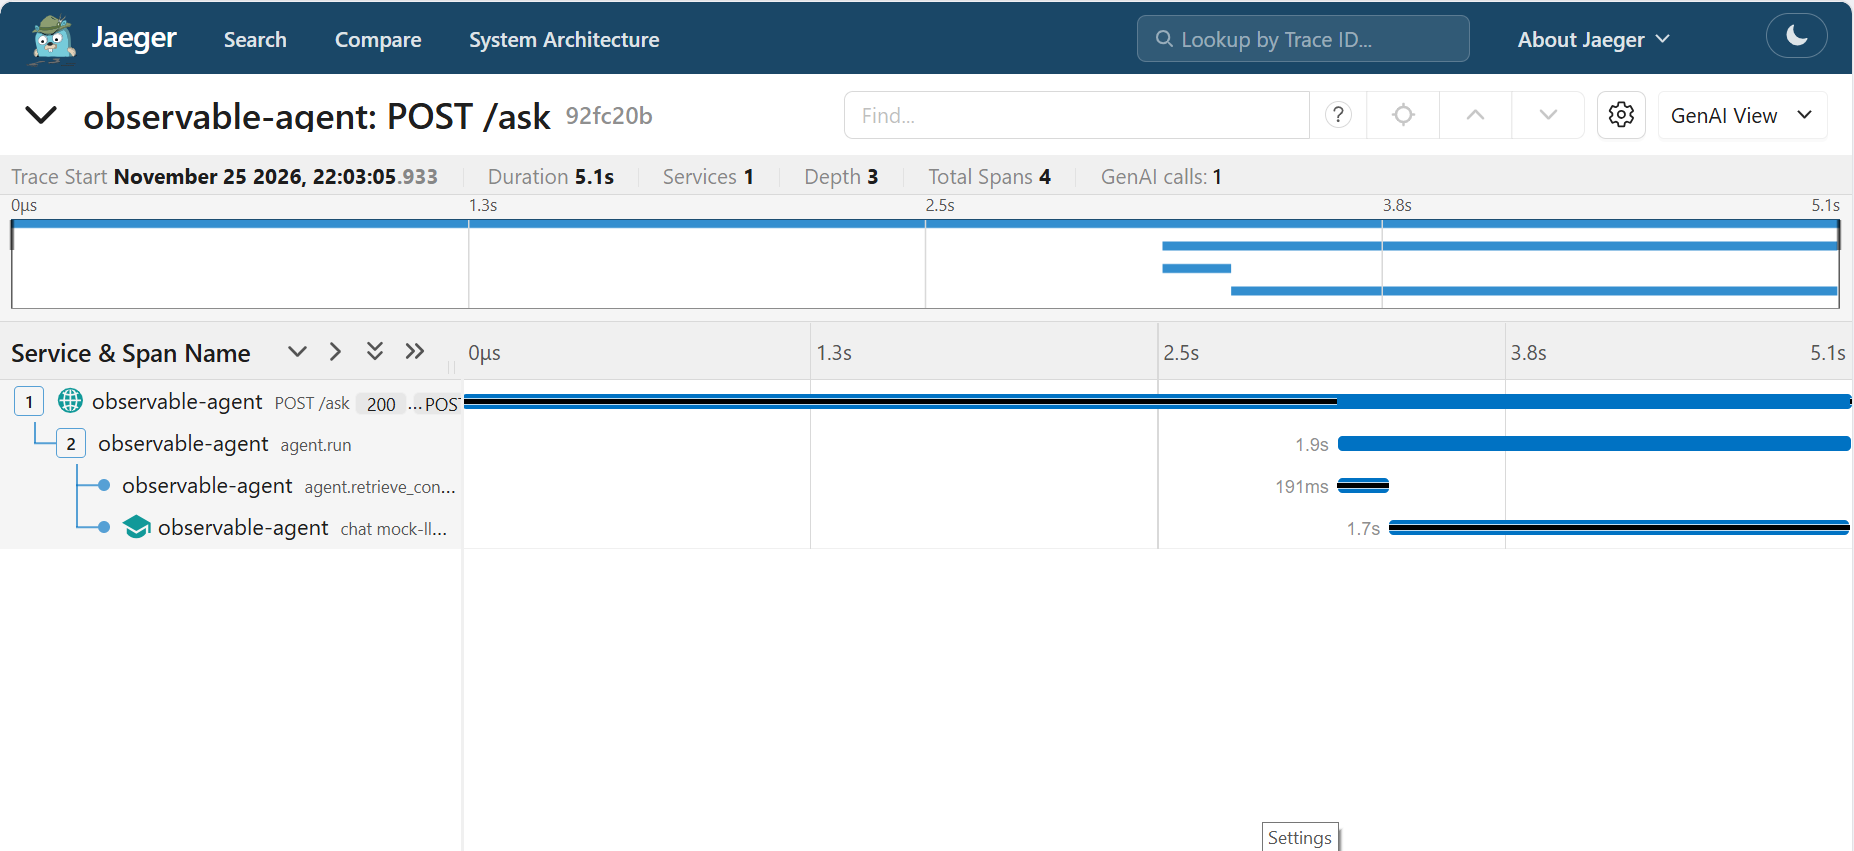 Jaeger Search Compare System Architecture Lookup by Trace ID... About Jaeger
observable-agent: POST /ask 92fc20b Find... ? GenAI View
Trace Start November 25 2026, 22:03:05.933 Duration 5.1s Services 1 Depth 3 Total Spans 4 GenAI calls: 1
0μs 1.3s 2.5s 3.8s 5.1s
Service & Span Name 0μs 1.3s 2.5s 3.8s 5.1s
1 observable-agent POST /ask 200 ... POST
2 observable-agent agent.run 1.9s
observable-agent agent.retrieve_con... 191ms
observable-agent chat mock-ll... 1.7s
Settings